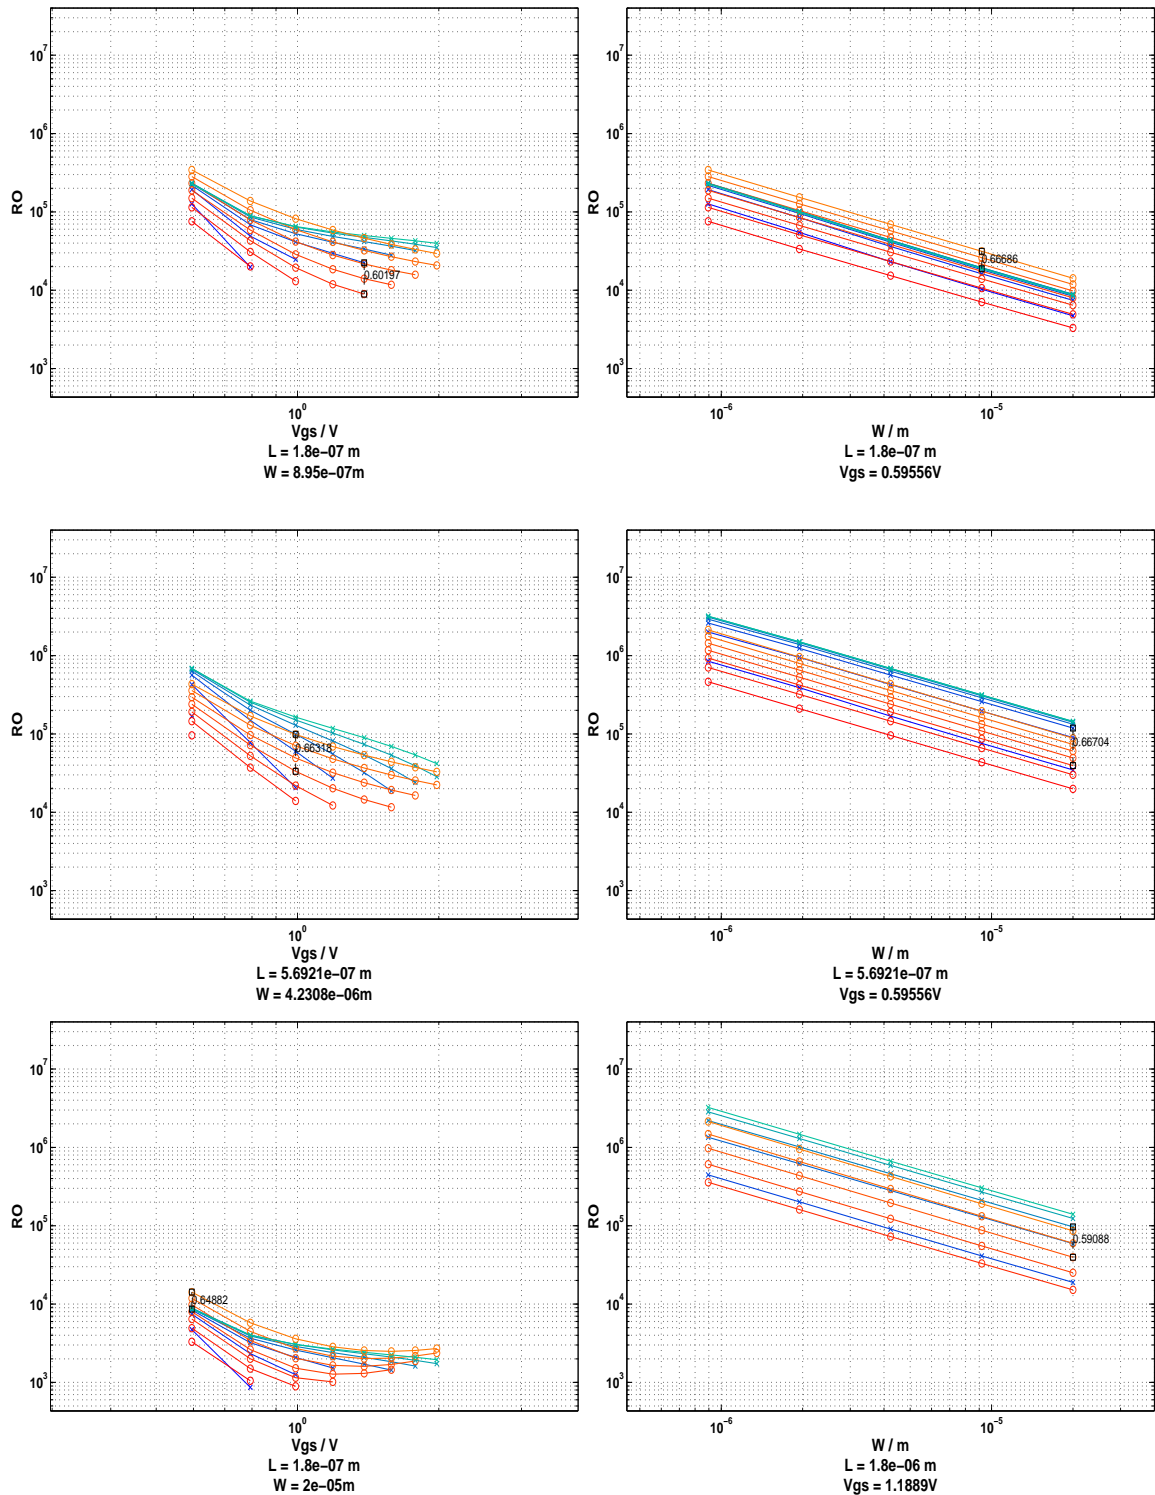 10^7
10^6
10^5
10^4
10^3
RO
0.60197
10^0
Vgs / V
L = 1.8e−07 m
W = 8.95e−07m
10^7
10^6
10^5
10^4
10^3
RO
0.66686
10^−6
10^−5
W / m
L = 1.8e−07 m
Vgs = 0.59556V
10^7
10^6
10^5
10^4
10^3
RO
0.66318
10^0
Vgs / V
L = 5.6921e−07 m
W = 4.2308e−06m
10^7
10^6
10^5
10^4
10^3
RO
0.66704
10^−6
10^−5
W / m
L = 5.6921e−07 m
Vgs = 0.59556V
10^7
10^6
10^5
10^4
10^3
RO
0.64882
10^0
Vgs / V
L = 1.8e−07 m
W = 2e−05m
10^7
10^6
10^5
10^4
10^3
RO
0.59088
10^−6
10^−5
W / m
L = 1.8e−06 m
Vgs = 1.1889V